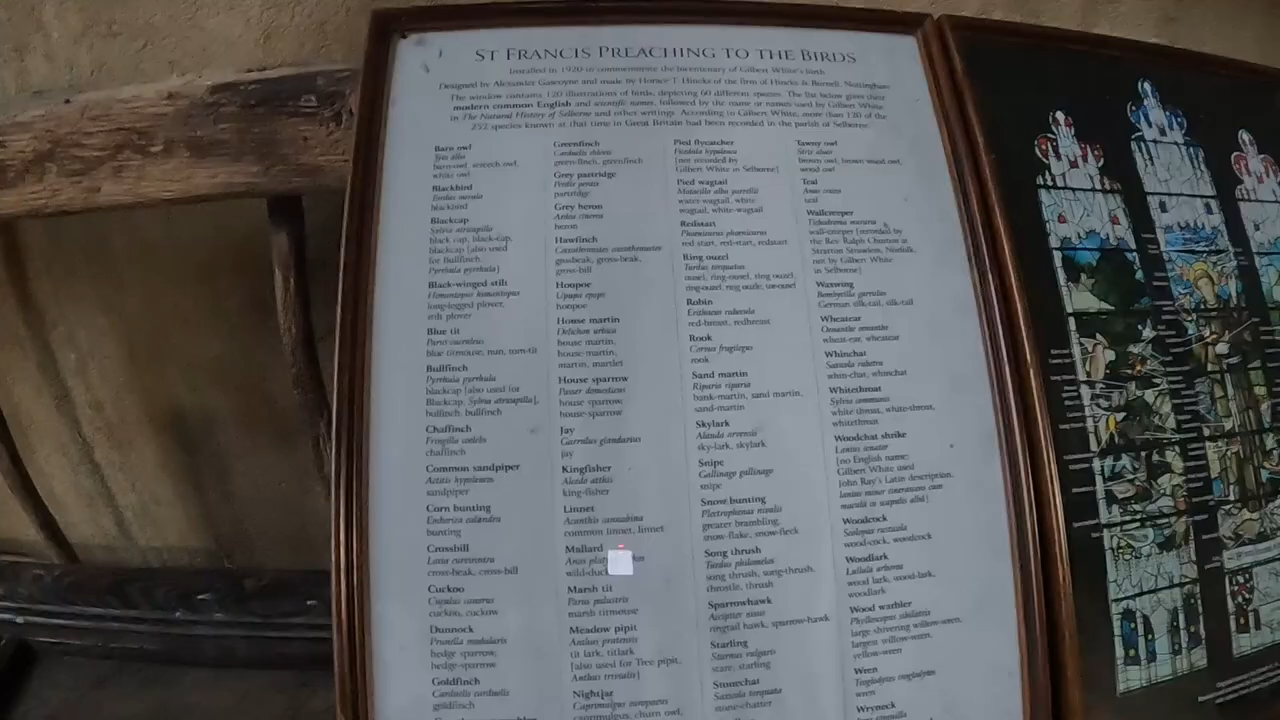 ST FRANCIS PREACHING TO THE BIRDS
Installed in 1920 to commemorate the bicentenary of Gilbert White's birth.
Designed by Alexander Gascoyne and made by Horace T. Hincks of the firm of Hincks & Burnell, Nottingham
The window contains 120 illustrations of birds, depicting 60 different species. The list below gives their
modern common English and scientific names, followed by the name or names used by Gilbert White
in The Natural History of Selborne and other writings. According to Gilbert White, more than 120 of the
252 species known at that time in Great Britain had been recorded in the parish of Selborne.
Barn owl
Tyto alba
barn-owl, screech owl,
white owl
Blackbird
Turdus merula
blackbird
Blackcap
Sylvia atricapilla
black cap, black-cap,
blackcap [also used
for Bullfinch,
Pyrrhula pyrrhula]
Black-winged stilt
Himantopus himantopus
long-legged plover,
stilt plover
Blue tit
Parus caeruleus
blue titmouse, nun, tom-tit
Bullfinch
Pyrrhula pyrrhula
blackcap [also used for
Blackcap, Sylvia atricapilla],
bulfinch, bullfinch
Chaffinch
Fringilla coelebs
chaffinch
Common sandpiper
Actitis hypoleucos
sandpiper
Corn bunting
Emberiza calandra
bunting
Crossbill
Loxia curvirostra
cross-beak, cross-bill
Cuckoo
Cuculus canorus
cuckoo, cuckow
Dunnock
Prunella modularis
hedge sparrow,
hedge-sparrow
Goldfinch
Carduelis carduelis
goldfinch
Greenfinch
Carduelis chloris
green-finch, greenfinch
Grey partridge
Perdix perdix
partridge
Grey heron
Ardea cinerea
heron
Hawfinch
Coccothraustes coccothraustes
grosbeak, gross-beak,
gross-bill
Hoopoe
Upupa epops
hoopoe
House martin
Delichon urbica
house martin,
house-martin,
martin, martlet
House sparrow
Passer domesticus
house sparrow,
house-sparrow
Jay
Garrulus glandarius
jay
Kingfisher
Alcedo atthis
king-fisher
Linnet
Acanthis cannabina
common linnet, linnet
Mallard
Anas
wild-duck
Marsh tit
Parus palustris
marsh titmouse
Meadow pipit
Anthus pratensis
tit lark, titlark
[also used for Tree pipit,
Anthus trivialis]
Nightjar
Caprimulgus europaeus
caprimulgus, churn owl,
Pied flycatcher
Ficedula hypoleuca
[not recorded by
Gilbert White in Selborne]
Pied wagtail
Motacilla alba yarrellii
water-wagtail, white
wagtail, white-wagtail
Redstart
Phoenicurus phoenicurus
red start, red-start, redstart
Ring ouzel
Turdus torquatus
ousel, ring-ousel, ring ouzel,
ring-ouzel, ring ouzle,
Robin
Erithacus rubecula
red-breast, redbreast
Rook
Corvus frugilegus
rook
Sand martin
Riparia riparia
bank-martin, sand martin,
sand-martin
Skylark
Alauda arvensis
sky-lark, skylark
Snipe
Gallinago gallinago
snipe
Snow bunting
Plectrophenax nivalis
greater brambling,
snow-flake, snow-fleck
Song thrush
Turdus philomelos
song thrush, song-thrush,
throstle, thrush
Sparrowhawk
Accipiter nisus
ringtail hawk, sparrow-hawk
Starling
Sturnus vulgaris
stare, starling
Stonechat
Saxicola torquata
stone-chatter
Tawny owl
Strix aluco
brown owl, brown wood owl,
wood owl
Teal
Anas crecca
teal
Wallcreeper
Tichodroma muraria
wall-creeper [recorded by
the Rev. Ralph Churton at
Stratton Strawless, Norfolk,
not by Gilbert White
in Selborne]
Waxwing
Bombycilla garrulus
German silk-tail, silk-tail
Wheatear
Oenanthe oenanthe
wheat-ear, wheatear
Whinchat
Saxicola rubetra
whin-chat, whinchat
Whitethroat
Sylvia communis
white throat, white-throat,
whitethroat
Woodchat shrike
Lanius senator
[no English name;
Gilbert White used
John Ray's Latin description,
lanius minor cinerascens cum
macula in scapulis alba]
Woodcock
Scolopax rusticola
wood-cock, woodcock
Woodlark
Lullula arborea
wood lark, wood-lark,
woodlark
Wood warbler
Phylloscopus sibilatrix
large shivering willow-wren,
largest willow-wren,
yellow-wren
Wren
Troglodytes troglodytes
wren
Wryneck